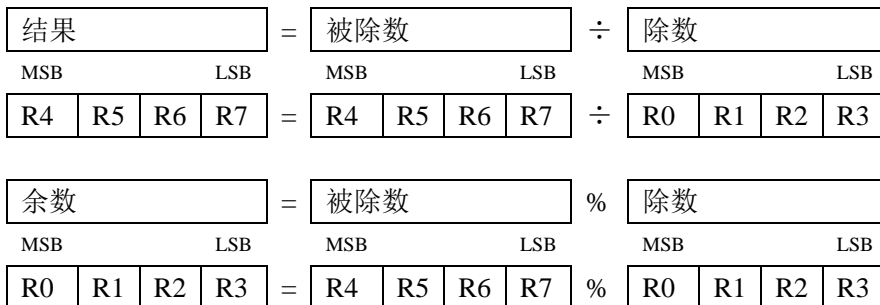 结果 = 被除数 ÷ 除数
MSB LSB MSB LSB MSB LSB
R4 R5 R6 R7 = R4 R5 R6 R7 ÷ R0 R1 R2 R3
余数 = 被除数 % 除数
MSB LSB MSB LSB MSB LSB
R0 R1 R2 R3 = R4 R5 R6 R7 % R0 R1 R2 R3